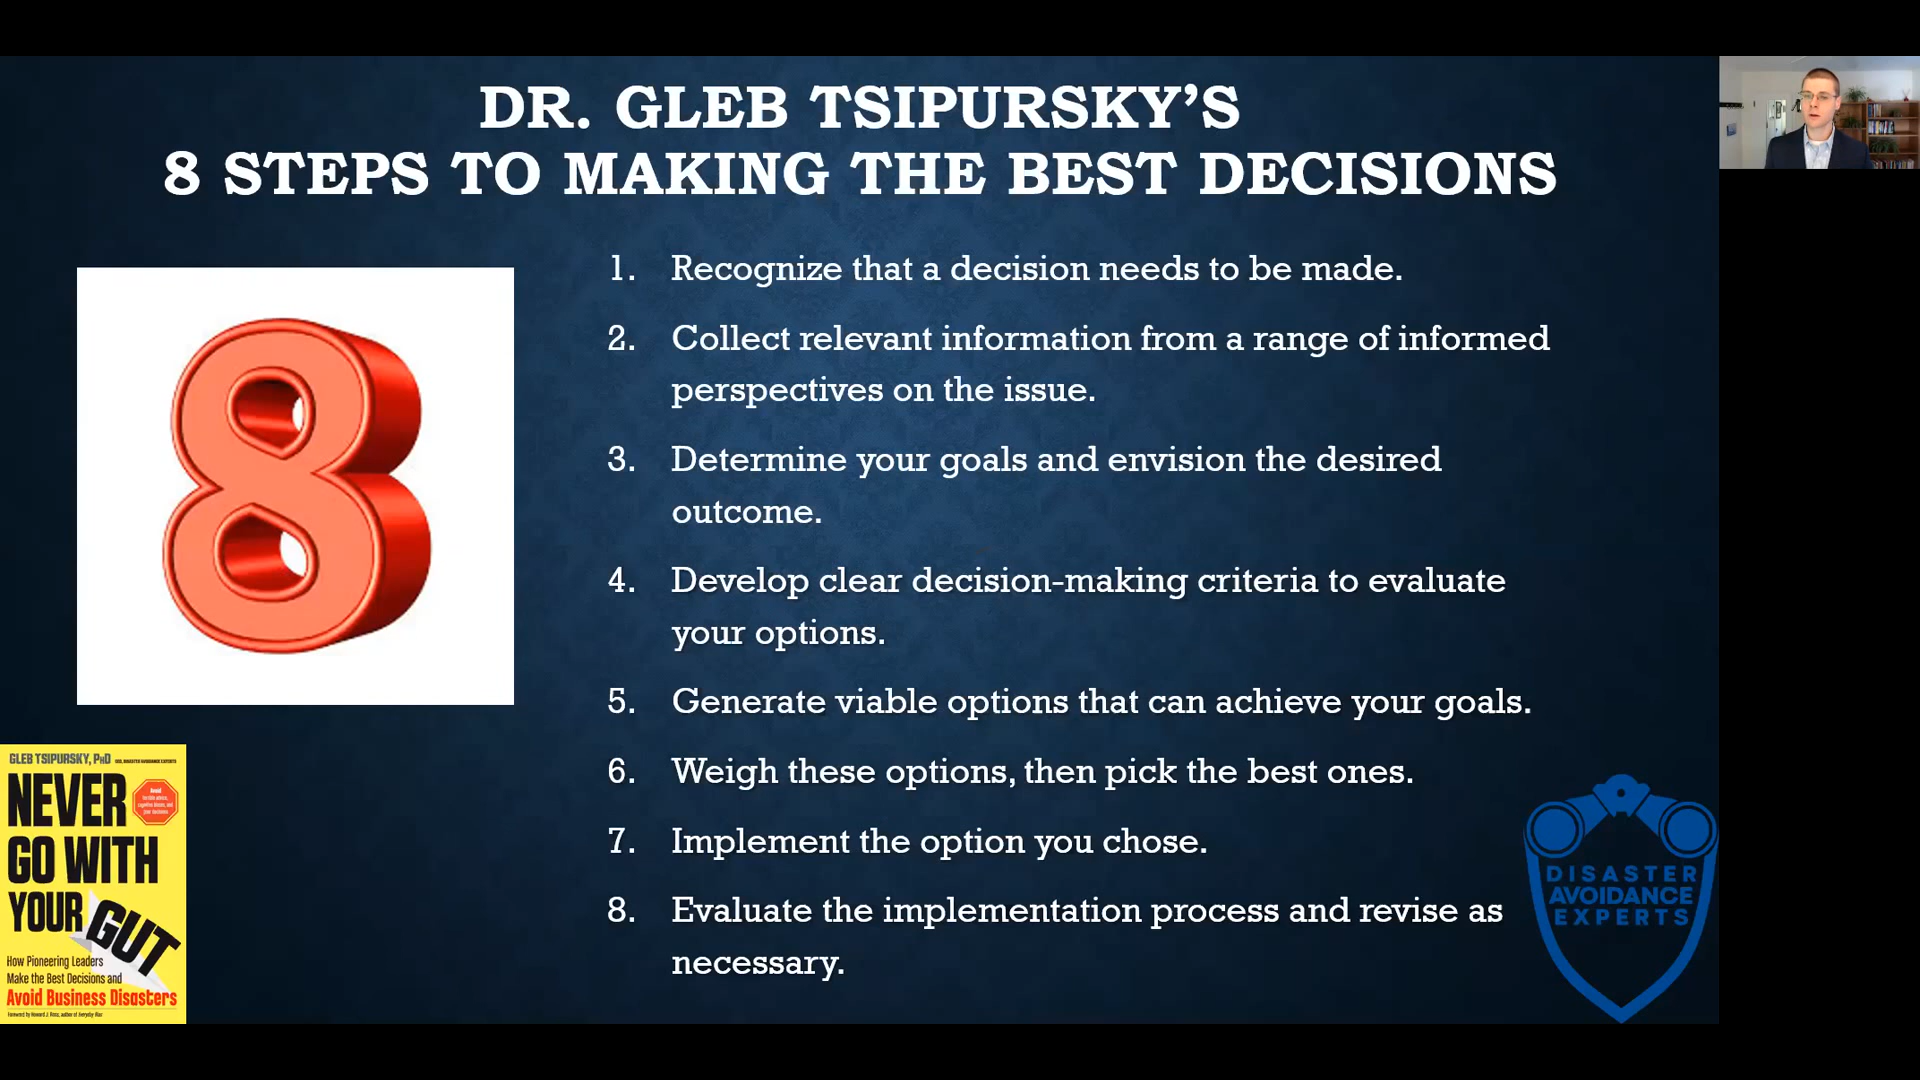 DR. GLEB TSIPURSKY’S
8 STEPS TO MAKING THE BEST DECISIONS
8
1. Recognize that a decision needs to be made.
2. Collect relevant information from a range of informed
perspectives on the issue.
3. Determine your goals and envision the desired
outcome.
4. Develop clear decision-making criteria to evaluate
your options.
5. Generate viable options that can achieve your goals.
6. Weigh these options, then pick the best ones.
7. Implement the option you chose.
8. Evaluate the implementation process and revise as
necessary.
GLEB TSIPURSKY, PHD CEO, DISASTER AVOIDANCE EXPERTS
NEVER
GO WITH
YOUR
GUT
How Pioneering Leaders
Make the Best Decisions and
Avoid Business Disasters
DISASTER
AVOIDANCE
EXPERTS